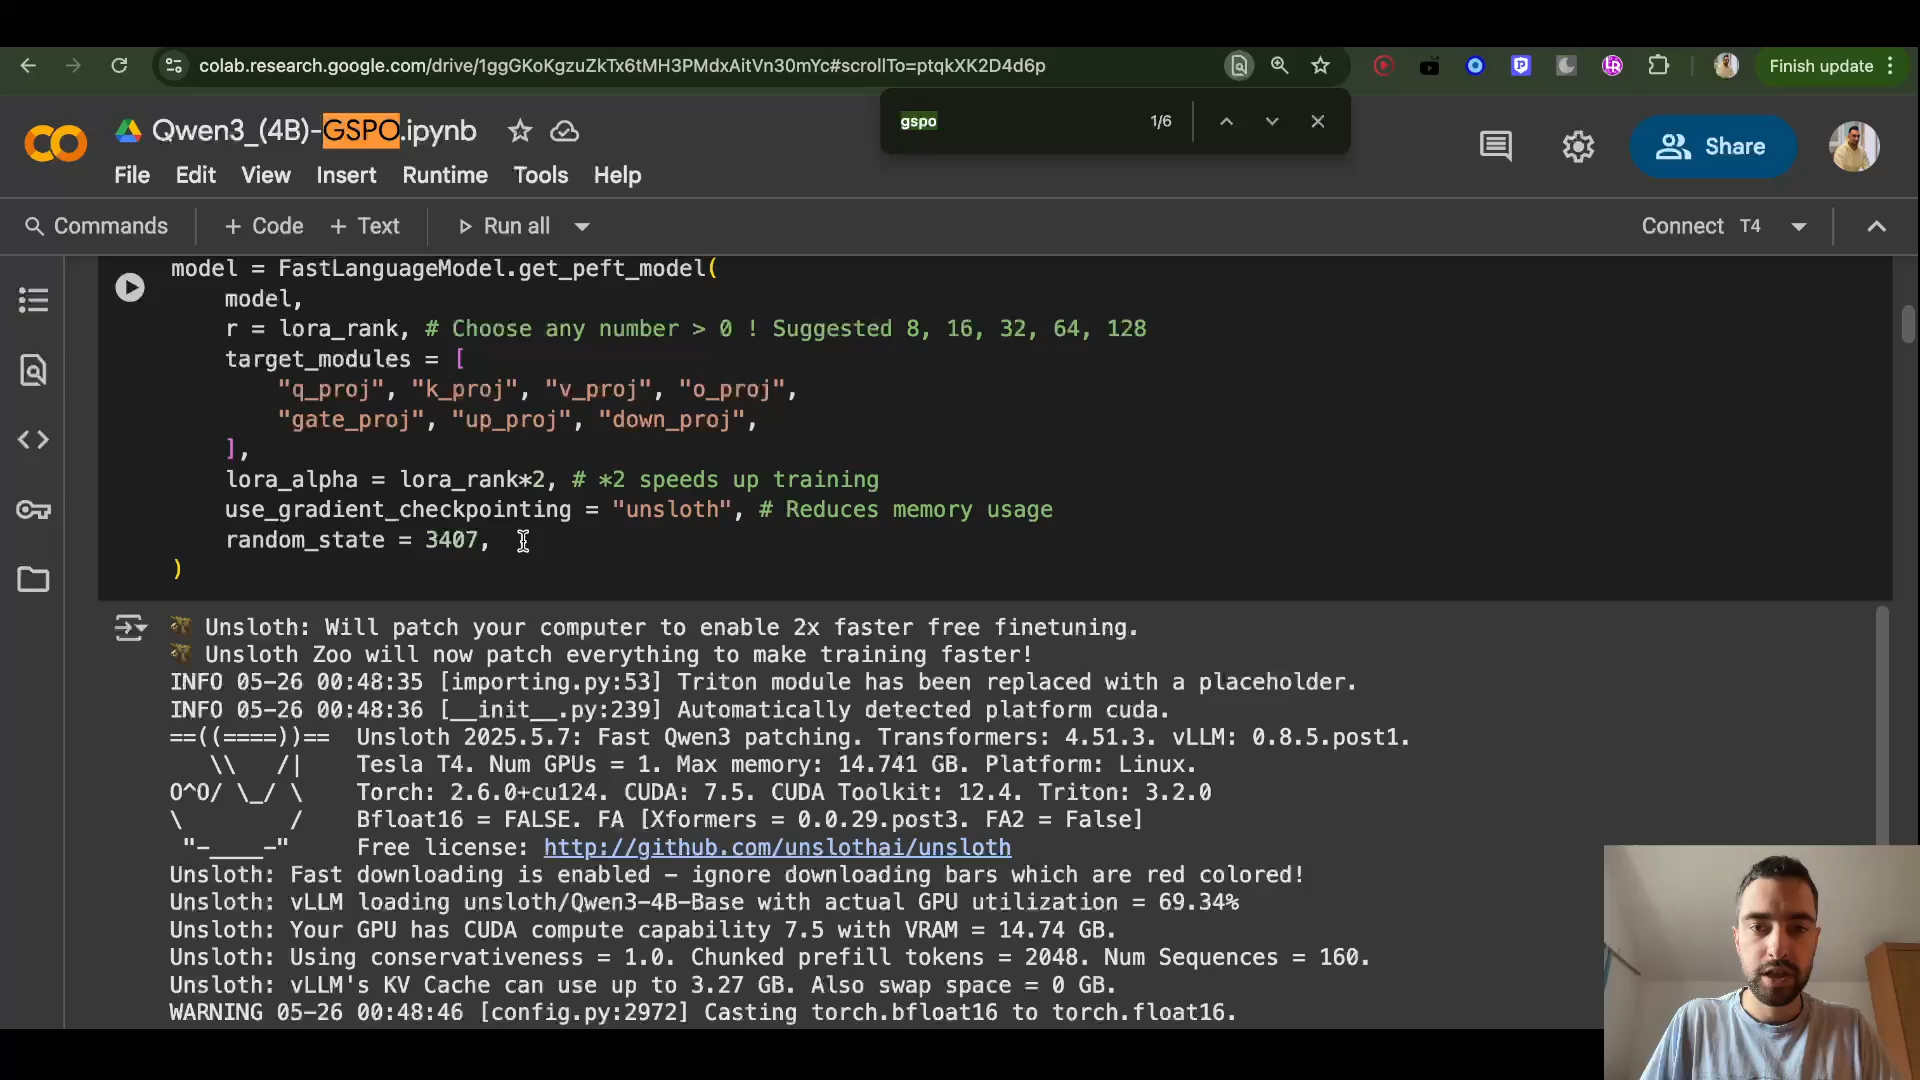 colab.research.google.com/drive/1ggGKoKgzuZkTx6tMH3PMdxAitVn30mYc#scrollTo=ptqkXK2D4d6p
Finish update
gspo
1/6
Qwen3_(4B)-GSPO.ipynb
File Edit View Insert Runtime Tools Help
Share
Commands + Code + Text Run all
Connect T4
model = FastLanguageModel.get_peft_model(
model,
r = lora_rank, # Choose any number > 0 ! Suggested 8, 16, 32, 64, 128
target_modules = [
"q_proj", "k_proj", "v_proj", "o_proj",
"gate_proj", "up_proj", "down_proj",
],
lora_alpha = lora_rank*2, # *2 speeds up training
use_gradient_checkpointing = "unsloth", # Reduces memory usage
random_state = 3407,
)
🦥 Unsloth: Will patch your computer to enable 2x faster free finetuning.
🦥 Unsloth Zoo will now patch everything to make training faster!
INFO 05-26 00:48:35 [importing.py:53] Triton module has been replaced with a placeholder.
INFO 05-26 00:48:36 [__init__.py:239] Automatically detected platform cuda.
==((====))== Unsloth 2025.5.7: Fast Qwen3 patching. Transformers: 4.51.3. vLLM: 0.8.5.post1.
\\ /| Tesla T4. Num GPUs = 1. Max memory: 14.741 GB. Platform: Linux.
O^O/ \_/ \ Torch: 2.6.0+cu124. CUDA: 7.5. CUDA Toolkit: 12.4. Triton: 3.2.0
\ / Bfloat16 = FALSE. FA [Xformers = 0.0.29.post3. FA2 = False]
"-____-" Free license: http://github.com/unslothai/unsloth
Unsloth: Fast downloading is enabled - ignore downloading bars which are red colored!
Unsloth: vLLM loading unsloth/Qwen3-4B-Base with actual GPU utilization = 69.34%
Unsloth: Your GPU has CUDA compute capability 7.5 with VRAM = 14.74 GB.
Unsloth: Using conservativeness = 1.0. Chunked prefill tokens = 2048. Num Sequences = 160.
Unsloth: vLLM's KV Cache can use up to 3.27 GB. Also swap space = 0 GB.
WARNING 05-26 00:48:46 [config.py:2972] Casting torch.bfloat16 to torch.float16.